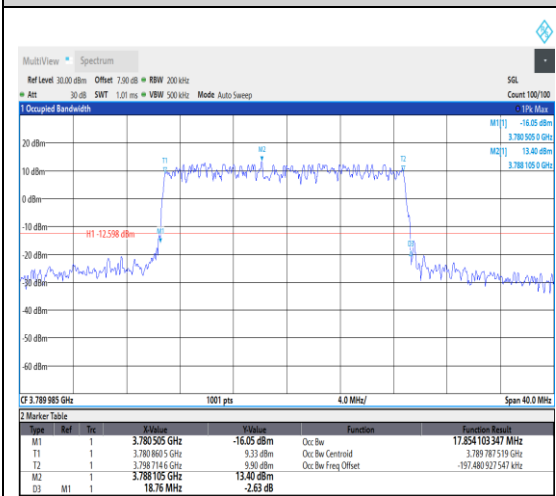 MultiView Spectrum
Ref Level 30.00 dBm Offset 7.90 dB RBW 200 kHz SGL
Att 30 dB SWT 1.01 ms VBW 500 kHz Mode Auto Sweep Count 100/100
1 Occupied Bandwidth 1Pk Max
M1[1] -16.05 dBm
3.780 505 0 GHz
M2[1] 13.40 dBm
3.788 105 0 GHz
20 dBm
M2
T1
T2
10 dBm
0 dBm
-10 dBm
H1 -12.598 dBm
M1
D3
-20 dBm
-30 dBm
-40 dBm
-50 dBm
-60 dBm
CF 3.789 985 GHz 1001 pts 4.0 MHz/ Span 40.0 MHz
2 Marker Table
Type Ref Trc X-Value Y-Value Function Function Result
M1 1 3.780 505 GHz -16.05 dBm Occ Bw 17.854 103 347 MHz
T1 1 3.780 860 5 GHz 9.33 dBm Occ Bw Centroid 3.789 787 519 GHz
T2 1 3.798 714 6 GHz 9.90 dBm Occ Bw Freq Offset -197.480 927 547 kHz
M2 1 3.788 105 GHz 13.40 dBm
D3 M1 1 18.76 MHz -2.63 dB